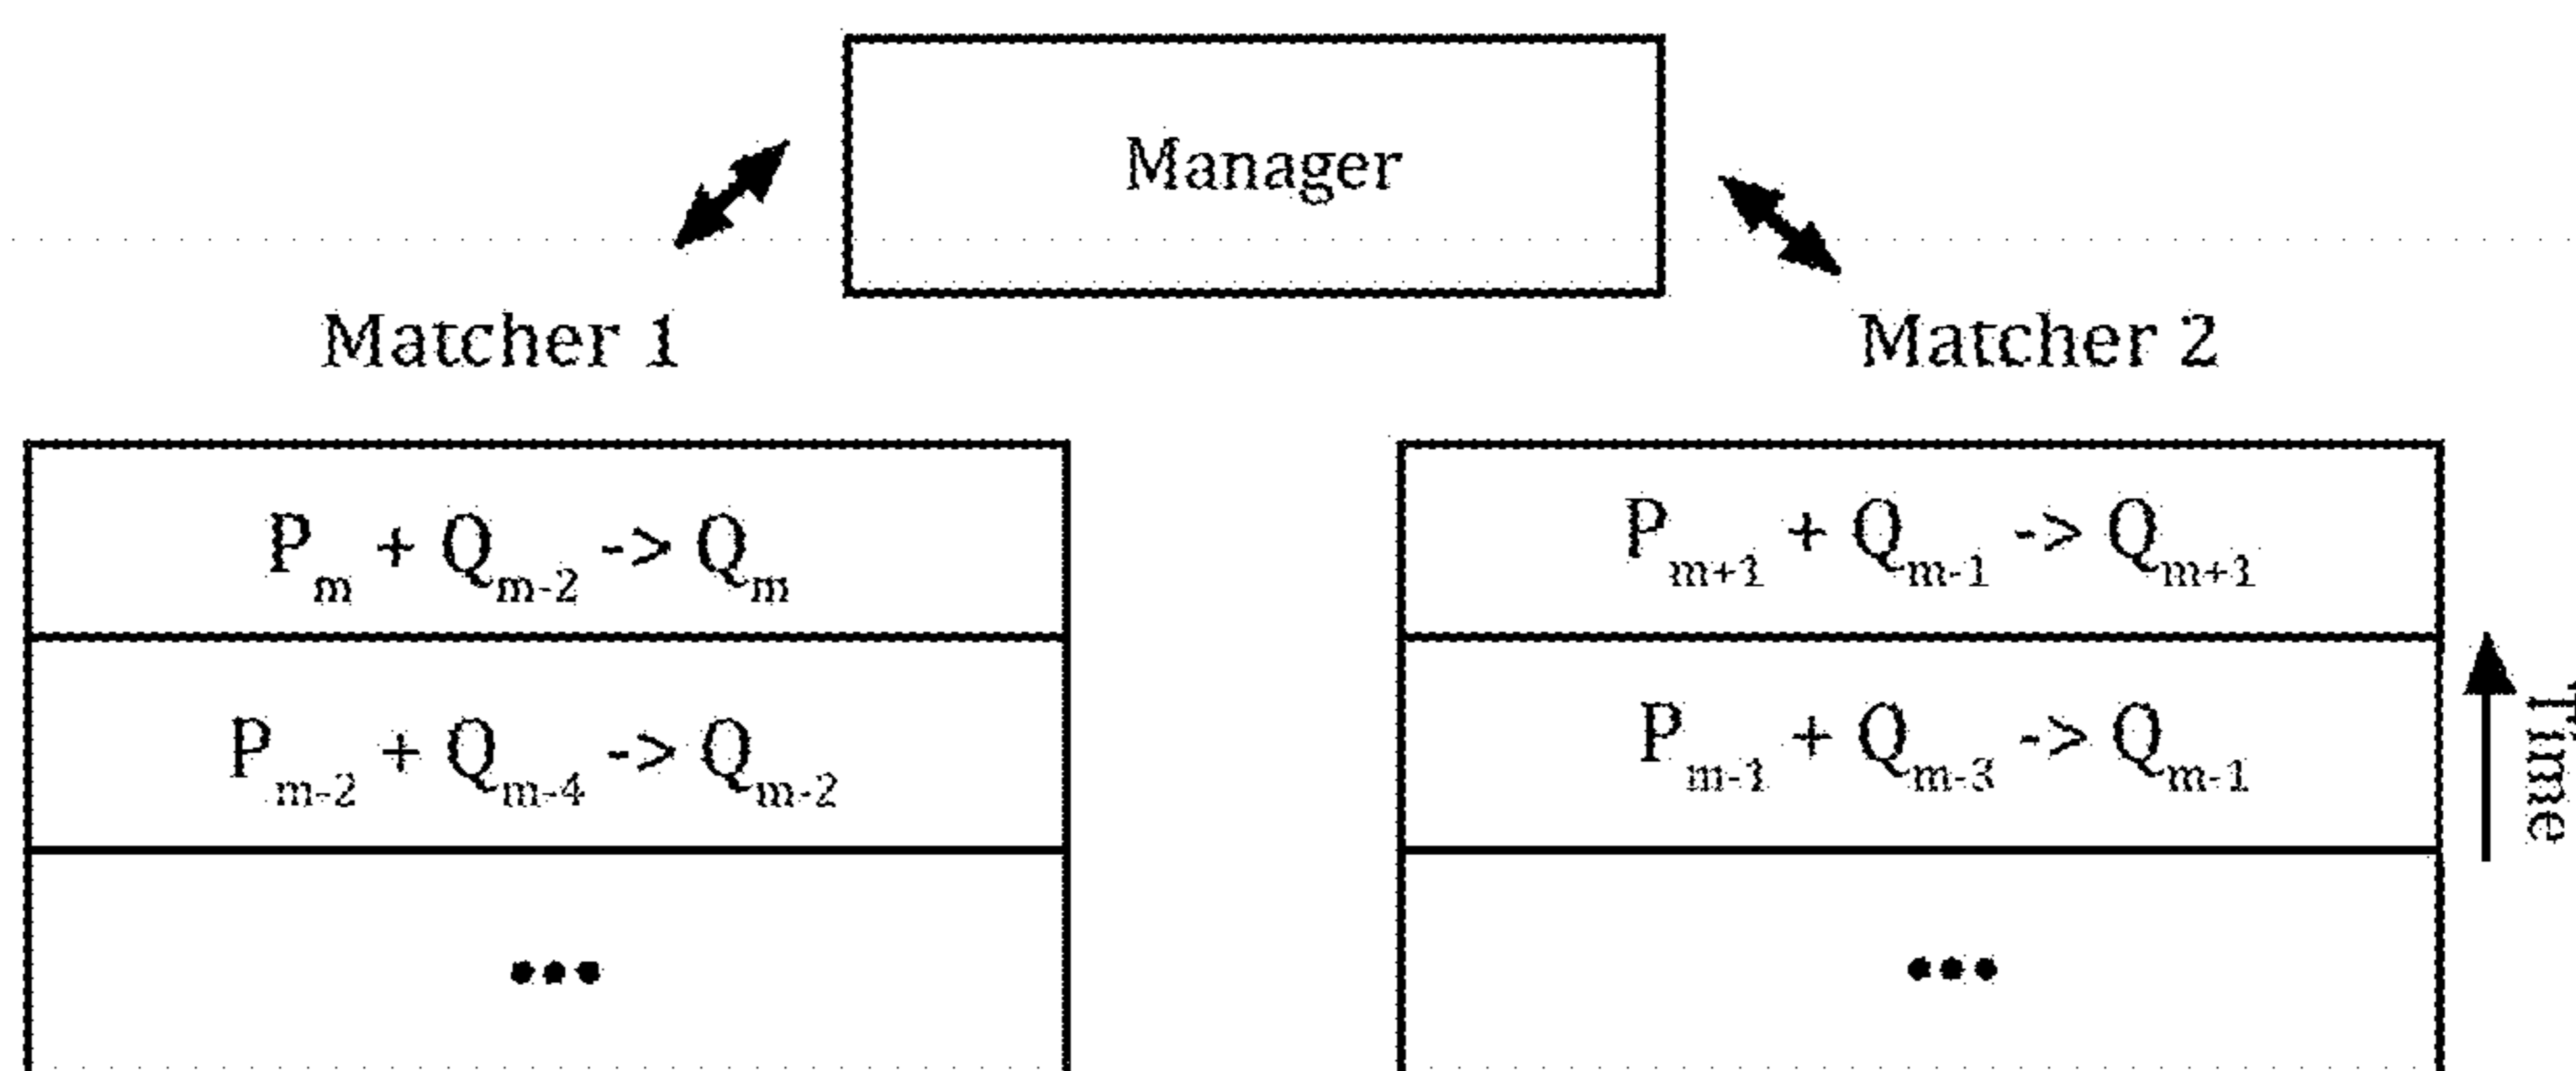 Manager
Matcher 1
Matcher 2
Pm + Qm-2 -> Qm
Pm+1 + Qm-1 -> Qm+1
Pm-2 + Qm-4 -> Qm-2
Pm-1 + Qm-3 -> Qm-1
Time
•••
•••